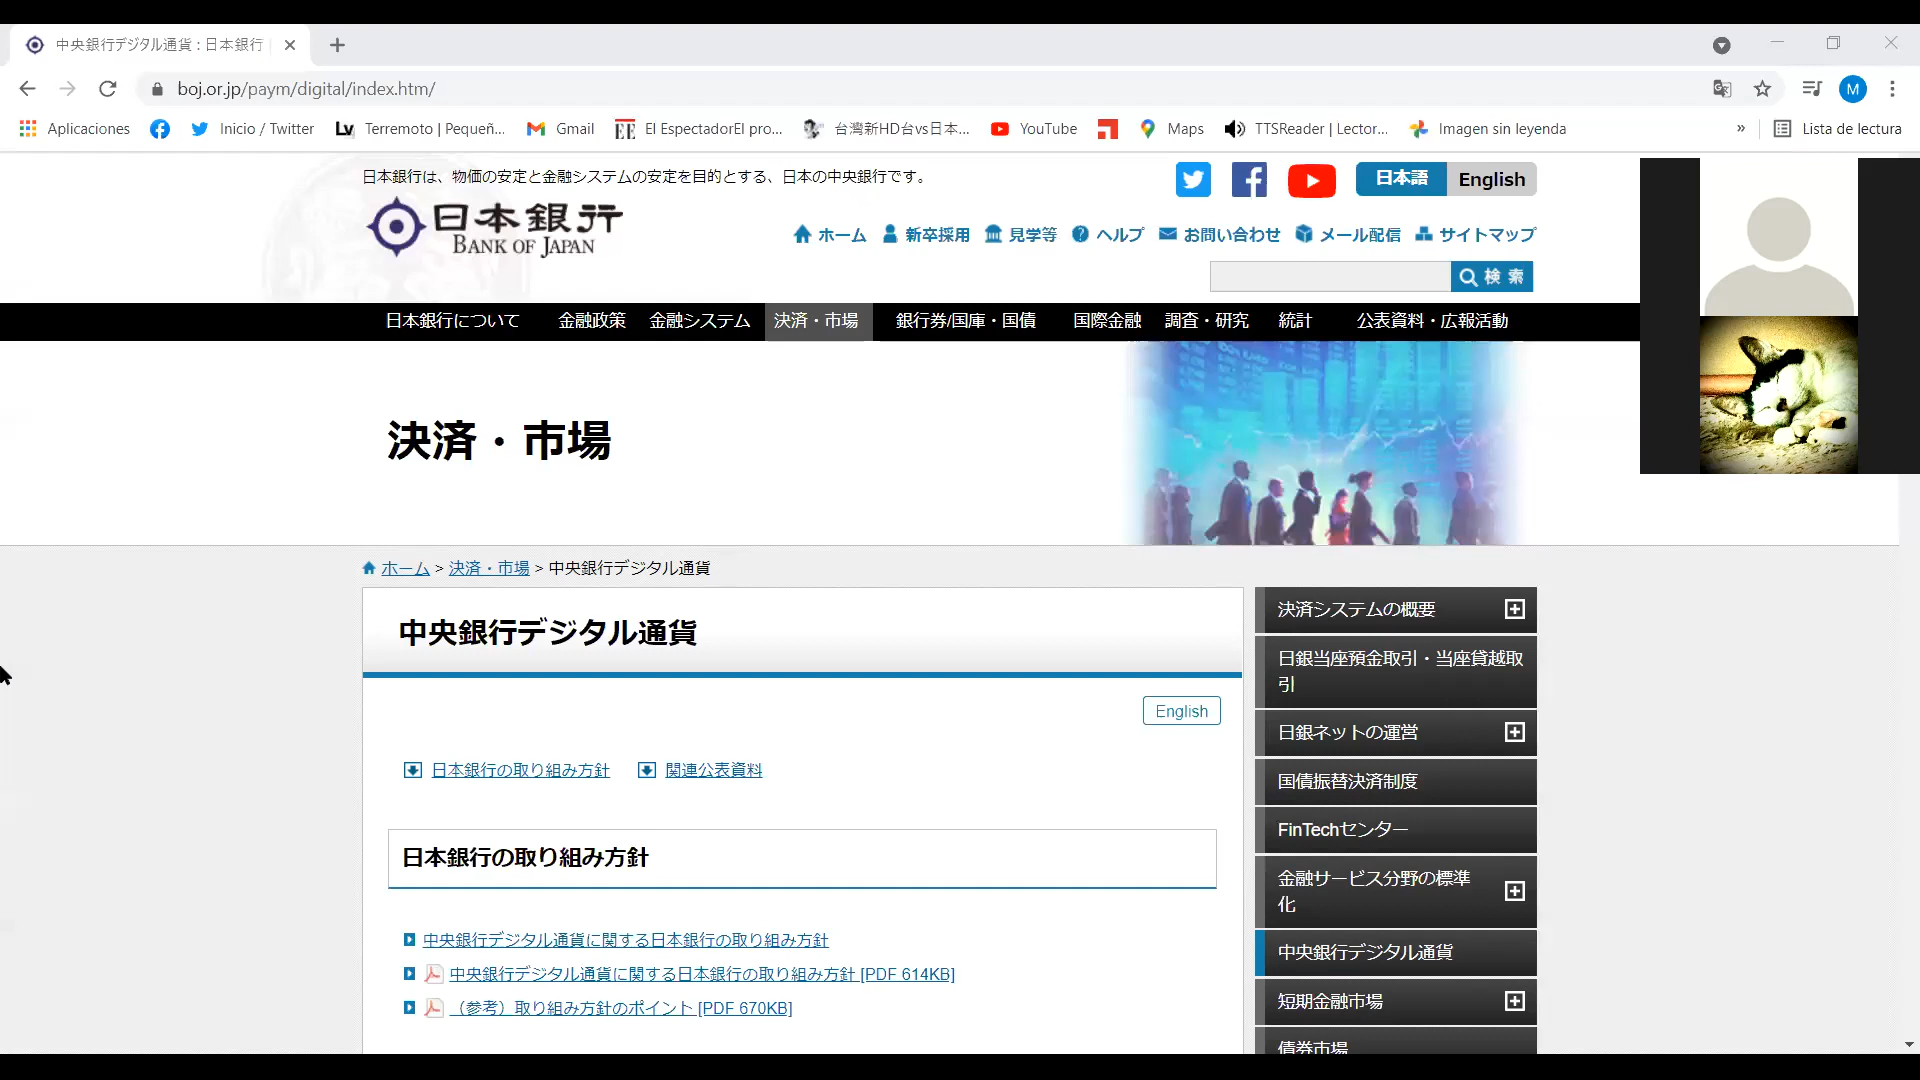 中央銀行デジタル通貨 : 日本銀行
boj.or.jp/paym/digital/index.htm/
M
Aplicaciones
Inicio / Twitter
Lv Terremoto | Pequeñ...
Gmail
EE El EspectadorEl pro...
台灣新HD台vs日本...
YouTube
Maps
TTSReader | Lector...
Imagen sin leyenda
»
Lista de lectura
日本銀行は、物価の安定と金融システムの安定を目的とする、日本の中央銀行です。
日本語 English
日本銀行
BANK OF JAPAN
ホーム 新卒採用 見学等 ヘルプ お問い合わせ メール配信 サイトマップ
検 索
日本銀行について 金融政策 金融システム 決済・市場 銀行券/国庫・国債 国際金融 調査・研究 統計 公表資料・広報活動
決済・市場
ホーム > 決済・市場 > 中央銀行デジタル通貨
中央銀行デジタル通貨
English
日本銀行の取り組み方針 関連公表資料
日本銀行の取り組み方針
中央銀行デジタル通貨に関する日本銀行の取り組み方針
中央銀行デジタル通貨に関する日本銀行の取り組み方針 [PDF 614KB]
（参考）取り組み方針のポイント [PDF 670KB]
決済システムの概要
日銀当座預金取引・当座貸越取
引
日銀ネットの運営
国債振替決済制度
FinTechセンター
金融サービス分野の標準
化
中央銀行デジタル通貨
短期金融市場
債券市場